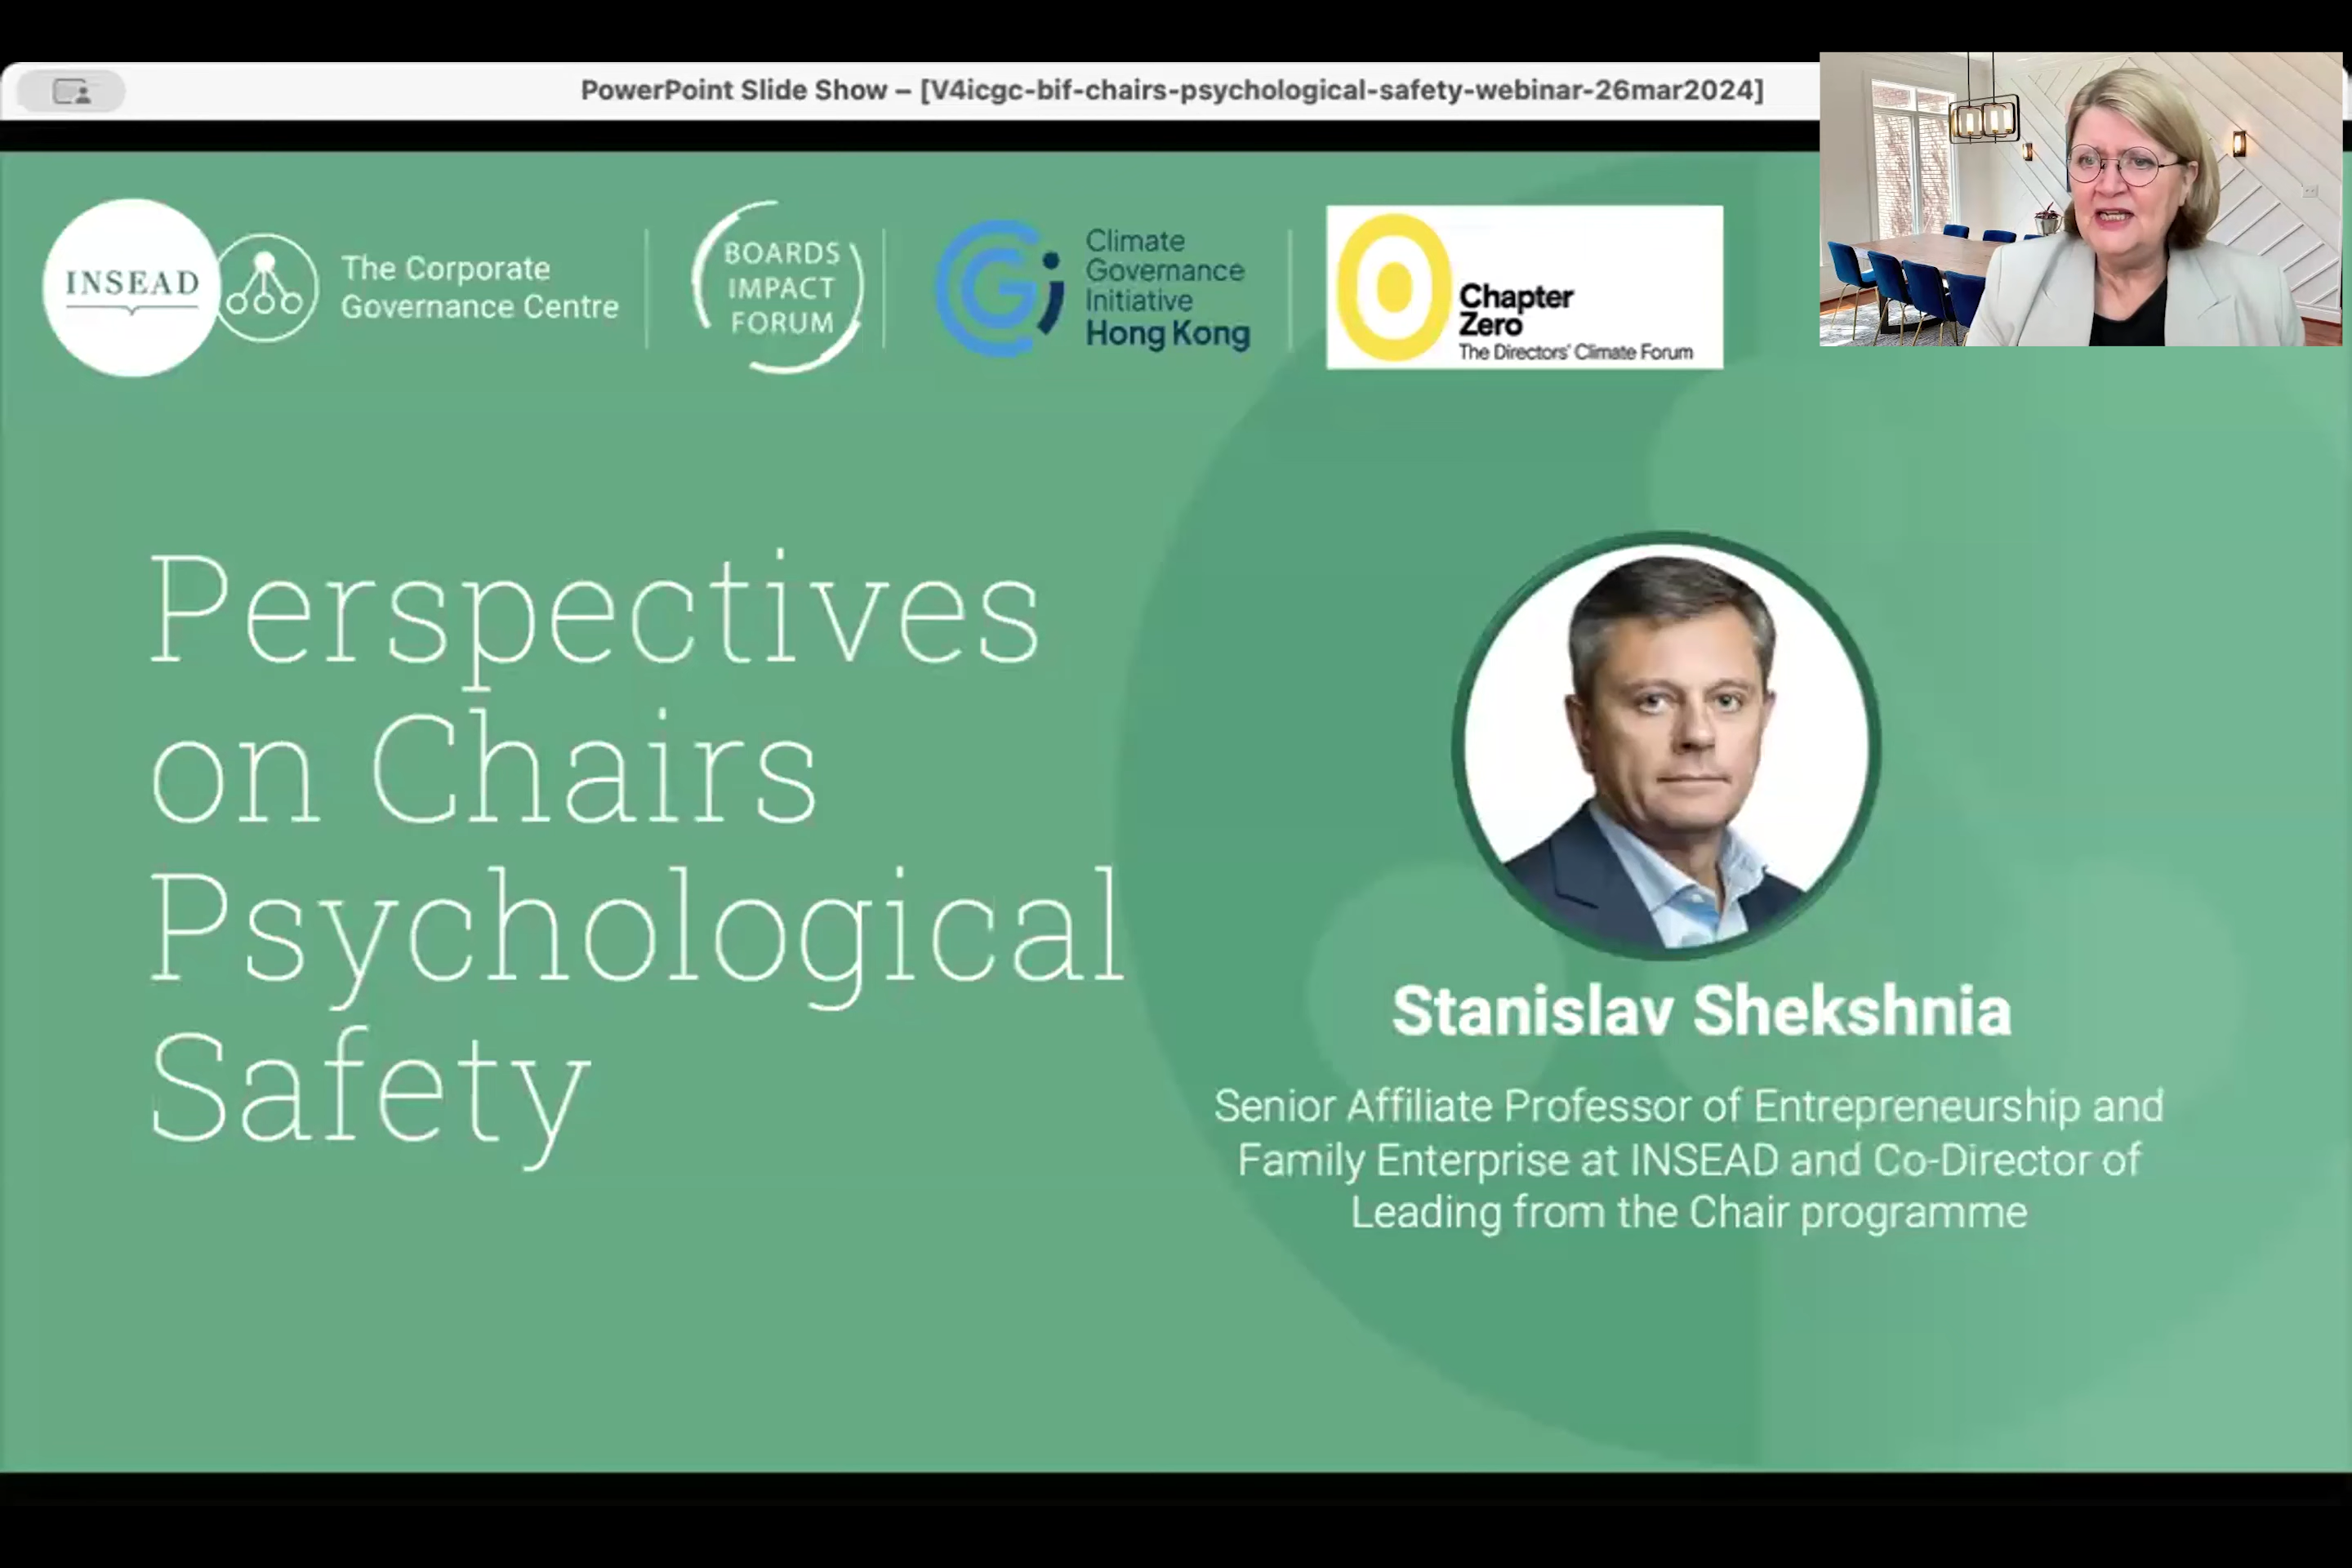 PowerPoint Slide Show – [V4icgc-bif-chairs-psychological-safety-webinar-26mar2024]
INSEAD
The Corporate
Governance Centre
BOARDS
IMPACT
FORUM
Climate
Governance
Initiative
Hong Kong
Chapter
Zero
The Directors' Climate Forum
Perspectives
on Chairs
Psychological
Safety
Stanislav Shekshnia
Senior Affiliate Professor of Entrepreneurship and
Family Enterprise at INSEAD and Co-Director of
Leading from the Chair programme